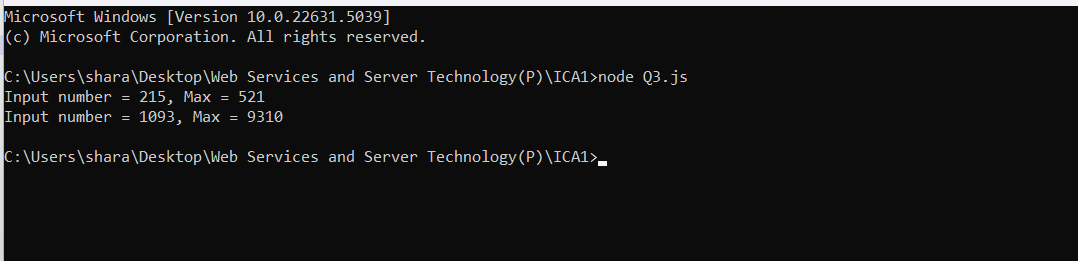 Microsoft Windows [Version 10.0.22631.5039]
(c) Microsoft Corporation. All rights reserved.
C:\Users\shara\Desktop\Web Services and Server Technology(P)\ICA1>node Q3.js
Input number = 215, Max = 521
Input number = 1093, Max = 9310
C:\Users\shara\Desktop\Web Services and Server Technology(P)\ICA1>